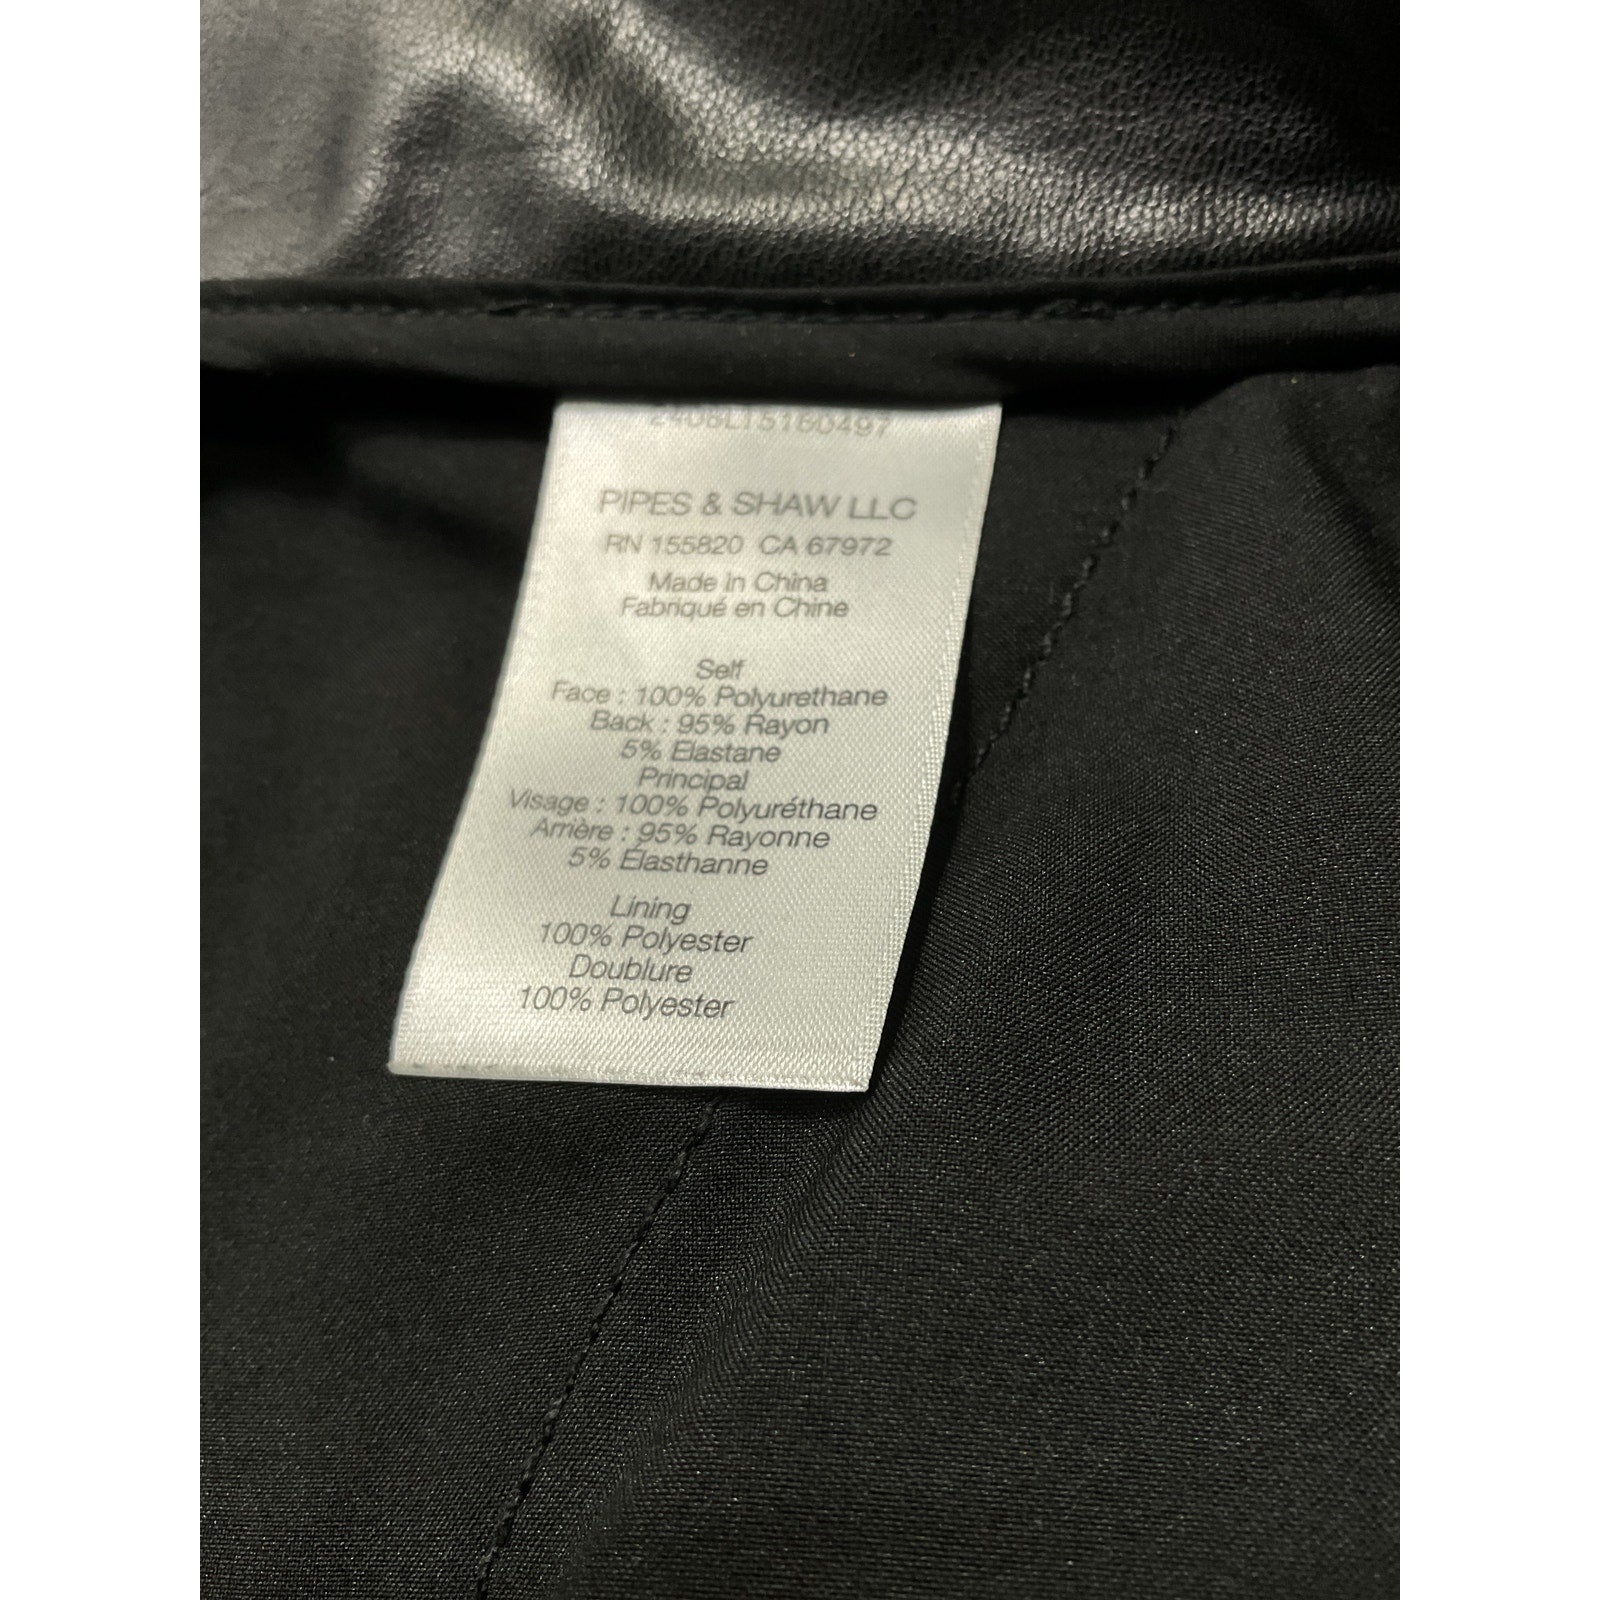 2408L15160497
PIPES & SHAW LLC
RN 155820 CA 67972
Made in China
Fabriqué en Chine
Self
Face : 100% Polyurethane
Back : 95% Rayon
5% Elastane
Principal
Visage : 100% Polyuréthane
Arrière : 95% Rayonne
5% Élasthanne
Lining
100% Polyester
Doublure
100% Polyester